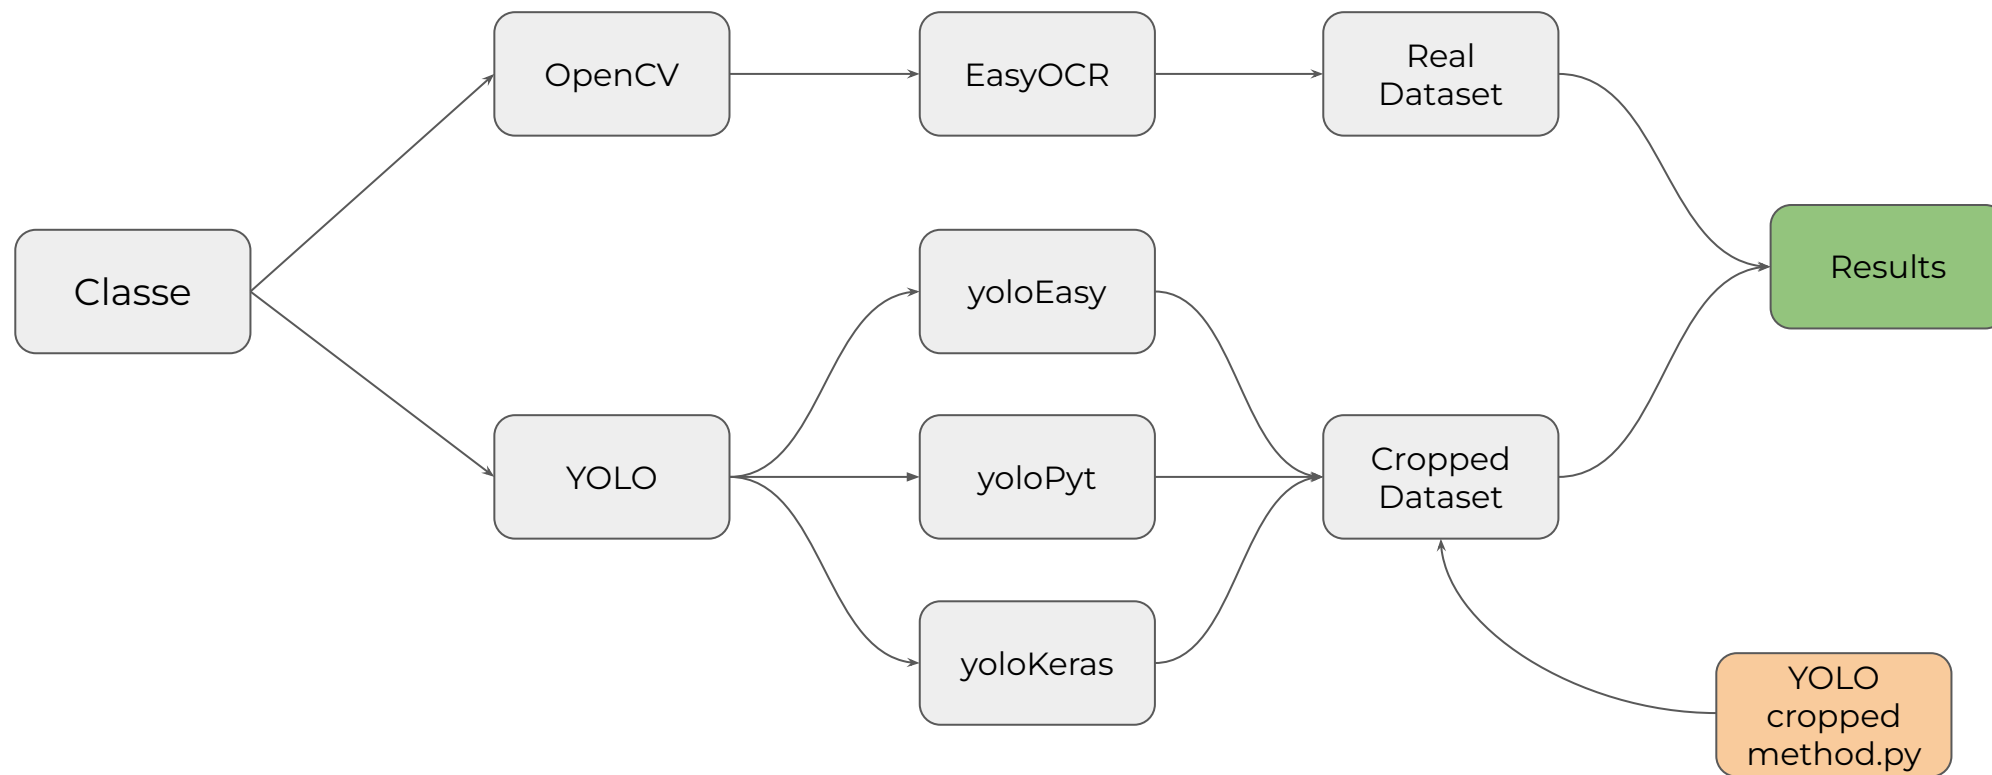 OpenCV
EasyOCR
Real
Dataset
Classe
yoloEasy
Results
YOLO
yoloPyt
Cropped
Dataset
yoloKeras
YOLO
cropped
method.py